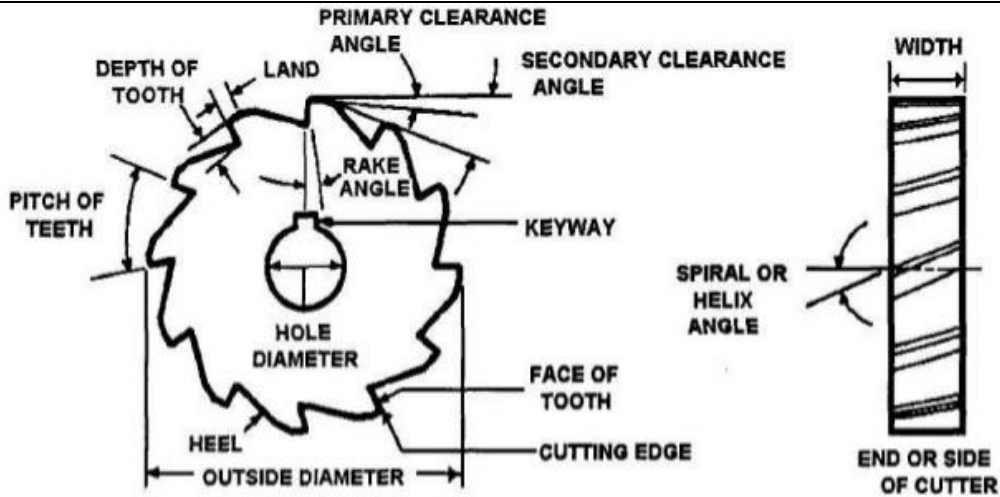 PRIMARY CLEARANCE
ANGLE
SECONDARY CLEARANCE
ANGLE
DEPTH OF
TOOTH
LAND
WIDTH
RAKE
ANGLE
PITCH OF
TEETH
KEYWAY
SPIRAL OR
HELIX
ANGLE
HOLE
DIAMETER
FACE OF
TOOTH
HEEL
CUTTING EDGE
OUTSIDE DIAMETER
END OR SIDE
OF CUTTER